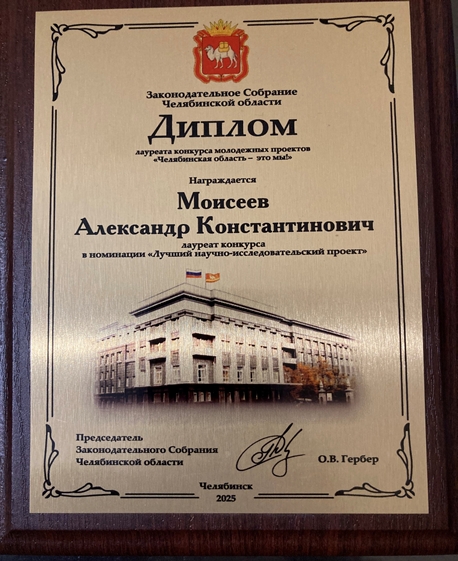 Законодательное Собрание
Челябинской области
Диплом
лауреата конкурса молодежных проектов
«Челябинская область – это мы!»
Награждается
Моисеев
Александр Константинович
лауреат конкурса
в номинации «Лучший научно-исследовательский проект»
Председатель
Законодательного Собрания
Челябинской области
О.В. Гербер
Челябинск
2025